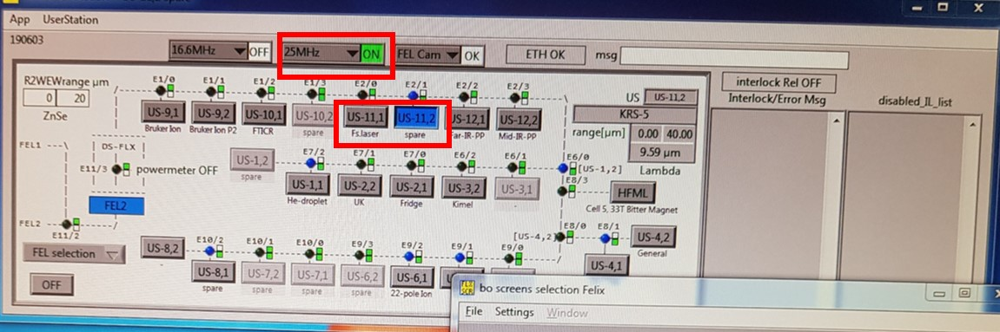 App UserStation
190603
16.6MHz OFF 25MHz ON FEL Cam OK ETH OK msg
R2WEWrange µm
0 20
ZnSe
E1/0 E1/1 E1/2 E1/3 E2/0 E2/1 E2/2 E2/3
US-9,1 US-9,2 US-10,1 US-10,2 US-11,1 US-11,2 US-12,1 US-12,2
Bruker Ion Bruker Ion P2 FTICR spare Fs.laser spare Far-IR-PP Mid-IR-PP
US US-11,2
KRS-5
range[µm] 0.00 40.00
9.59 µm
Lambda
interlock Rel OFF
Interlock/Error Msg
disabled_IL_list
FEL1
DS-FLX
E11/3 powermeter OFF
FEL2
FEL2
E11/2
FEL selection
OFF
US-1,2
spare
E7/2 E7/1 E7/0 E6/2 E6/1 E6/0
[US-1,2]
US-1,1 US-2,2 US-2,1 US-3,2 US-3,1
He-droplet UK Fridge Kimel -
E8/3
HFML
Cell 5, 33T Bitter Magnet
US-8,2
-
E10/2 E10/1 E10/0 E9/3 E9/2 E9/1 E9/0
US-8,1 US-7,2 US-7,1 US-6,2 US-6,1
spare spare spare spare 22-pole Ion
[US-4,2] E8/0 E8/1
US-4,2
General
US-4,1
FLX SCR bo screens selection Felix
File Settings Window